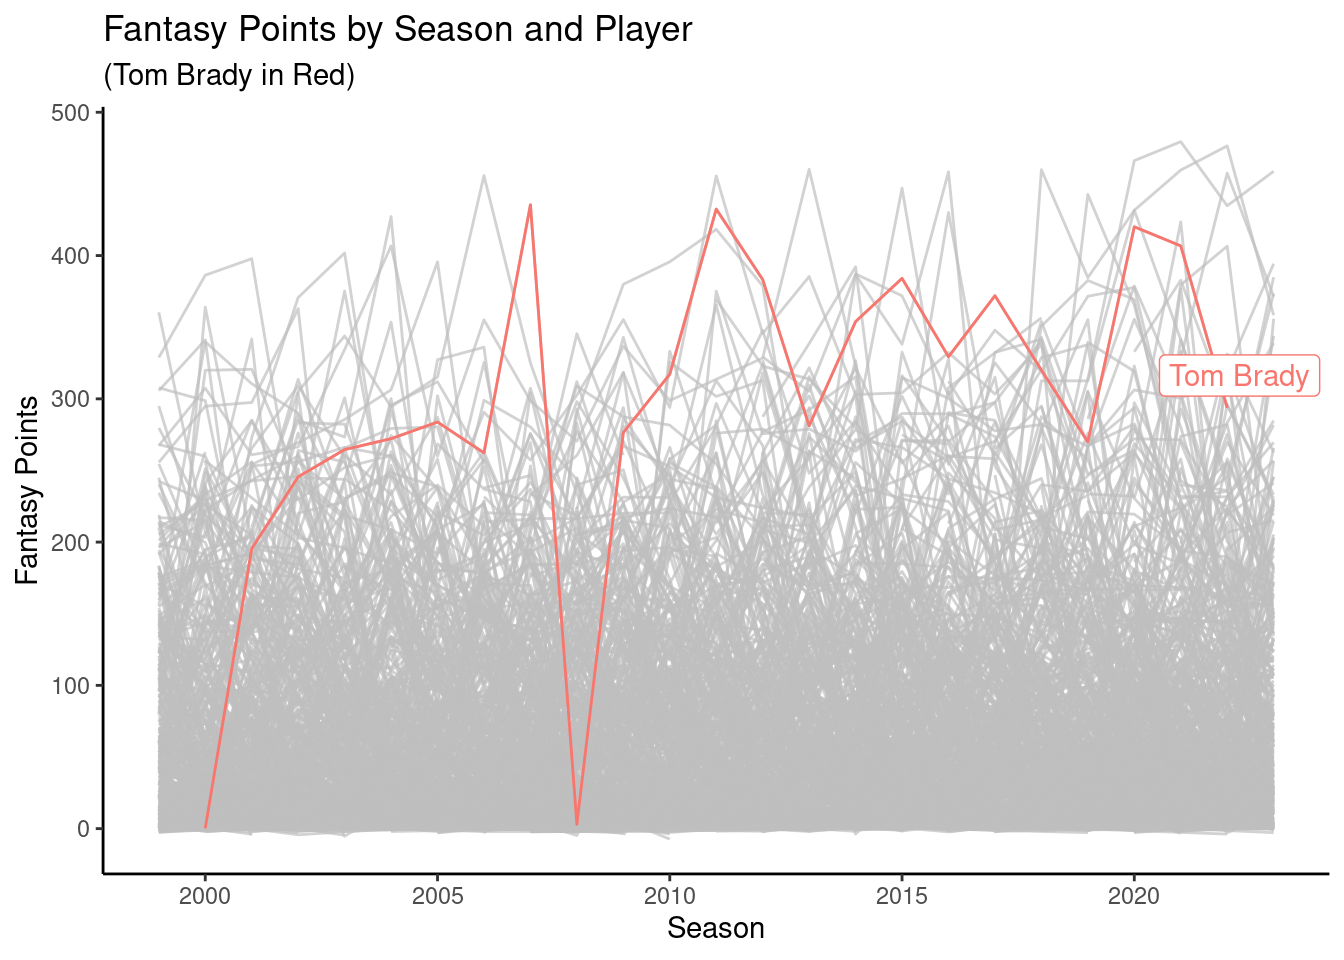 Fantasy Points by Season and Player
(Tom Brady in Red)
500
400
300
200
100
0
Fantasy Points
Tom Brady
2000 2005 2010 2015 2020
Season